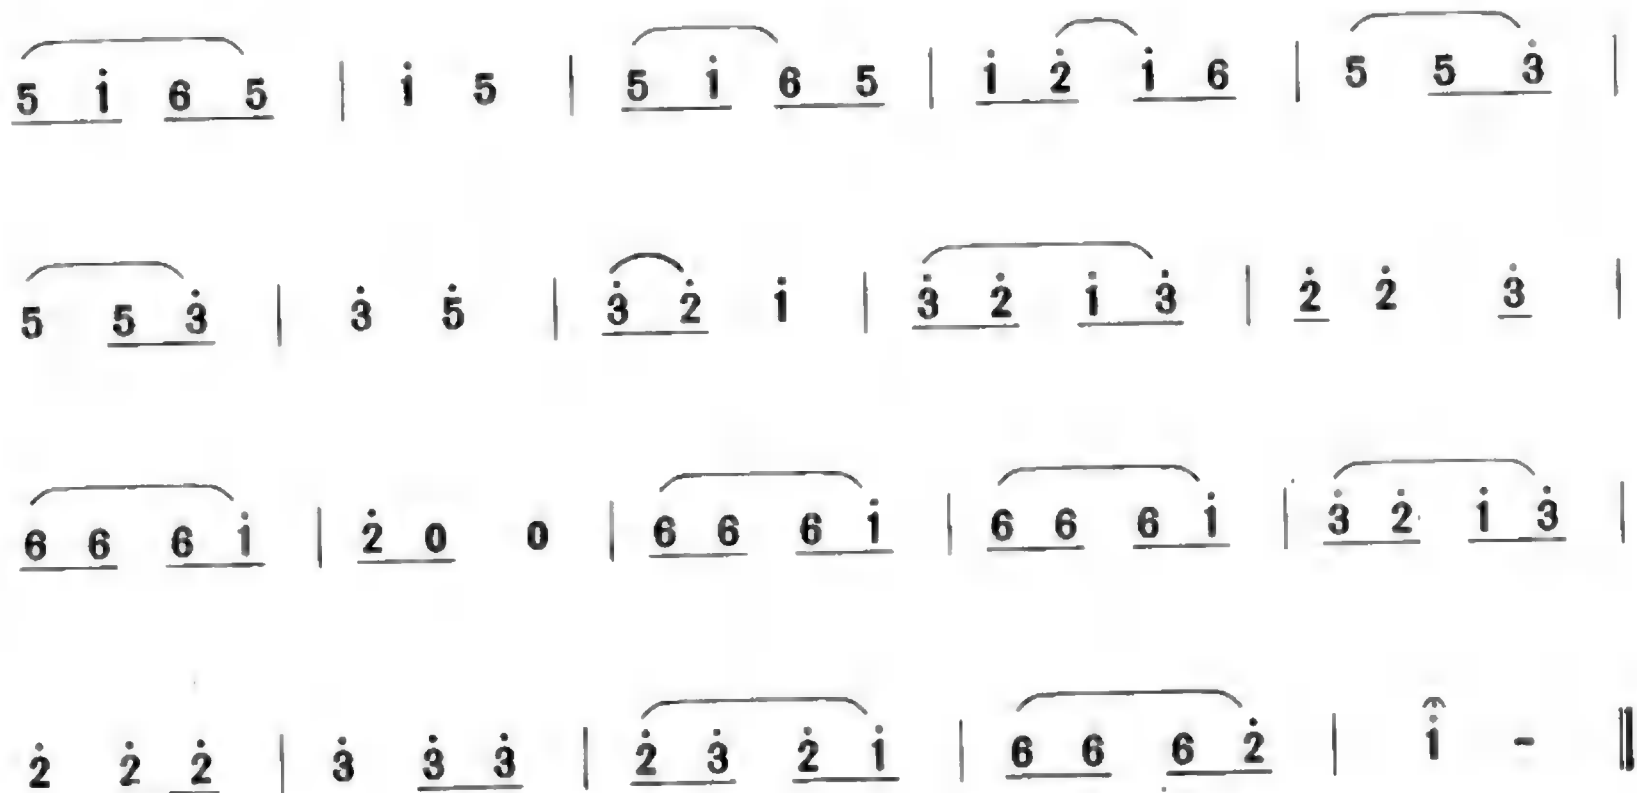 5 i̇ 6 5 | i̇ 5 | 5 i̇ 6 5 | i̇ 2̇ i̇ 6 | 5 5 3̇ |
5 5 3̇ | 3̇ 5̇ | 3̇ 2̇ i̇ | 3̇ 2̇ i̇ 3̇ | 2̇ 2̇ 3̇ |
6 6 6 i̇ | 2̇ 0 0 | 6 6 6 i̇ | 6 6 6 i̇ | 3̇ 2̇ i̇ 3̇ |
2̇ 2̇ 2̇ | 3̇ 3̇ 3̇ | 2̇ 3̇ 2̇ i̇ | 6 6 6 2̇ | i̇ - ‖